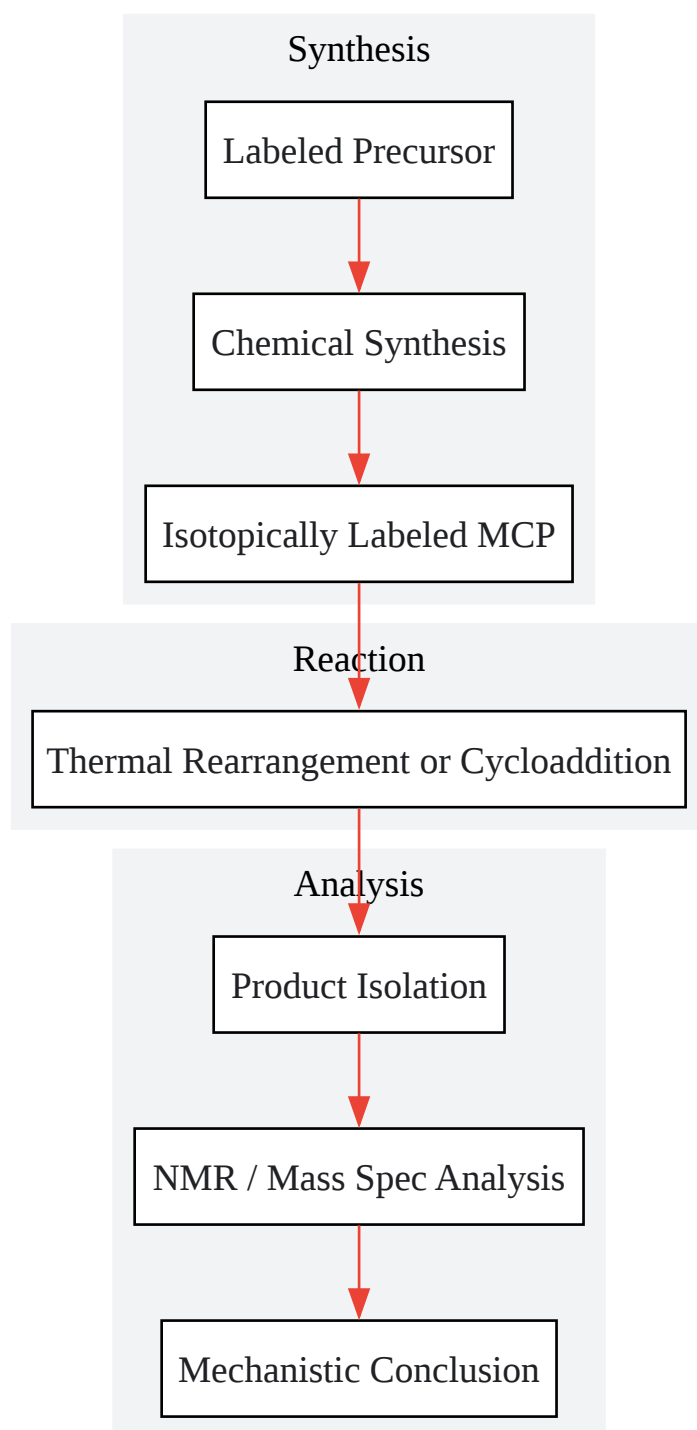 Synthesis
Labeled Precursor
Chemical Synthesis
Isotopically Labeled MCP
Reaction
Thermal Rearrangement or Cycloaddition
Analysis
Product Isolation
NMR / Mass Spec Analysis
Mechanistic Conclusion